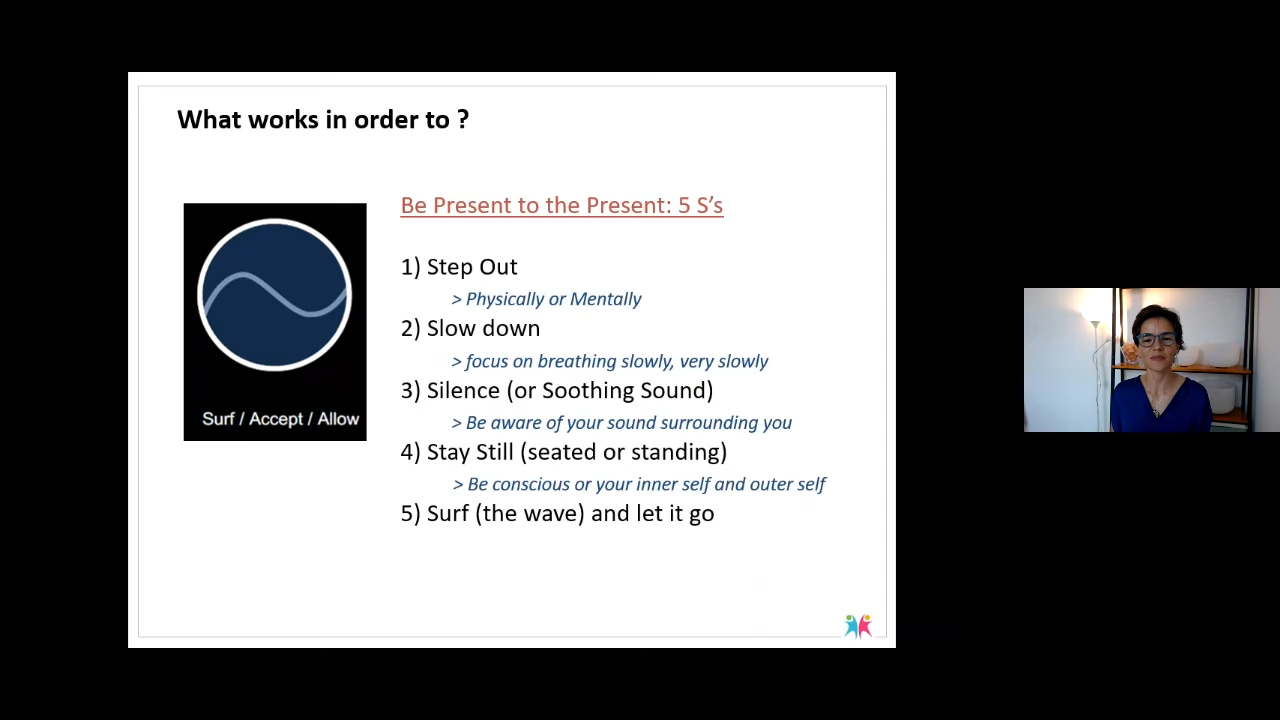 What works in order to ?
Be Present to the Present: 5 S’s
1) Step Out
> Physically or Mentally
2) Slow down
> focus on breathing slowly, very slowly
3) Silence (or Soothing Sound)
> Be aware of your sound surrounding you
4) Stay Still (seated or standing)
> Be conscious or your inner self and outer self
5) Surf (the wave) and let it go
Surf / Accept / Allow